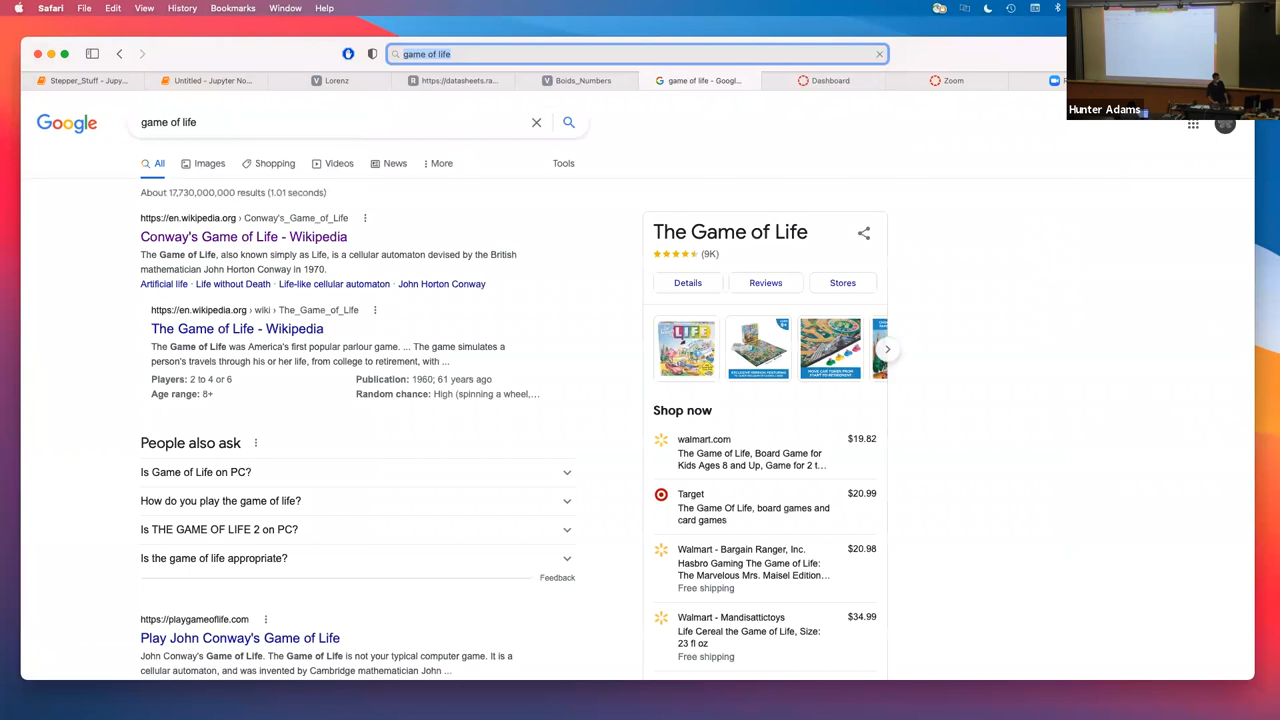 Safari File Edit View History Bookmarks Window Help
game of life
Stepper_Stuff - Jupy...
Untitled - Jupyter No...
V Lorenz
R https://datasheets.ra...
V Boids_Numbers
G game of life - Googl...
Dashboard
Zoom
Hunter Adams
Google
game of life
All Images Shopping Videos News More Tools
About 17,730,000,000 results (1.01 seconds)
https://en.wikipedia.org › Conway's_Game_of_Life
Conway's Game of Life - Wikipedia
The Game of Life, also known simply as Life, is a cellular automaton devised by the British
mathematician John Horton Conway in 1970.
Artificial life · Life without Death · Life-like cellular automaton · John Horton Conway
https://en.wikipedia.org › wiki › The_Game_of_Life
The Game of Life - Wikipedia
The Game of Life was America's first popular parlour game. ... The game simulates a
person's travels through his or her life, from college to retirement, with ...
Players: 2 to 4 or 6 Publication: 1960; 61 years ago
Age range: 8+ Random chance: High (spinning a wheel,...
People also ask
Is Game of Life on PC?
How do you play the game of life?
Is THE GAME OF LIFE 2 on PC?
Is the game of life appropriate?
Feedback
https://playgameoflife.com
Play John Conway's Game of Life
John Conway's Game of Life. The Game of Life is not your typical computer game. It is a
cellular automaton, and was invented by Cambridge mathematician John ...
The Game of Life
(9K)
Details Reviews Stores
LIFE
MOVE CAR TOKEN FROM
START TO RETIREMENT
Shop now
walmart.com $19.82
The Game of Life, Board Game for
Kids Ages 8 and Up, Game for 2 t...
Target $20.99
The Game Of Life, board games and
card games
Walmart - Bargain Ranger, Inc. $20.98
Hasbro Gaming The Game of Life:
The Marvelous Mrs. Maisel Edition...
Free shipping
Walmart - Mandisattictoys $34.99
Life Cereal the Game of Life, Size:
23 fl oz
Free shipping